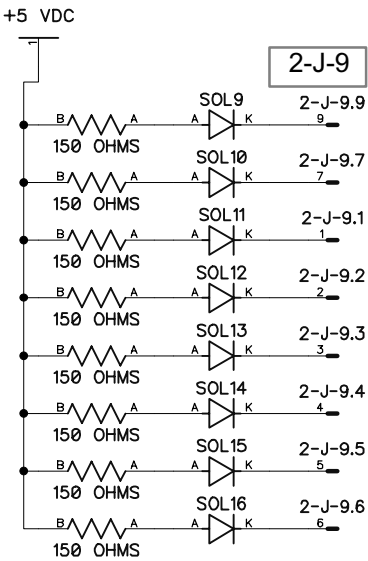 +5 VDC
1
2-J-9
SOL9 2-J-9.9
B A A K 9
150 OHMS
SOL10 2-J-9.7
B A A K 7
150 OHMS
SOL11 2-J-9.1
B A A K 1
150 OHMS
SOL12 2-J-9.2
B A A K 2
150 OHMS
SOL13 2-J-9.3
B A A K 3
150 OHMS
SOL14 2-J-9.4
B A A K 4
150 OHMS
SOL15 2-J-9.5
B A A K 5
150 OHMS
SOL16 2-J-9.6
B A A K 6
150 OHMS